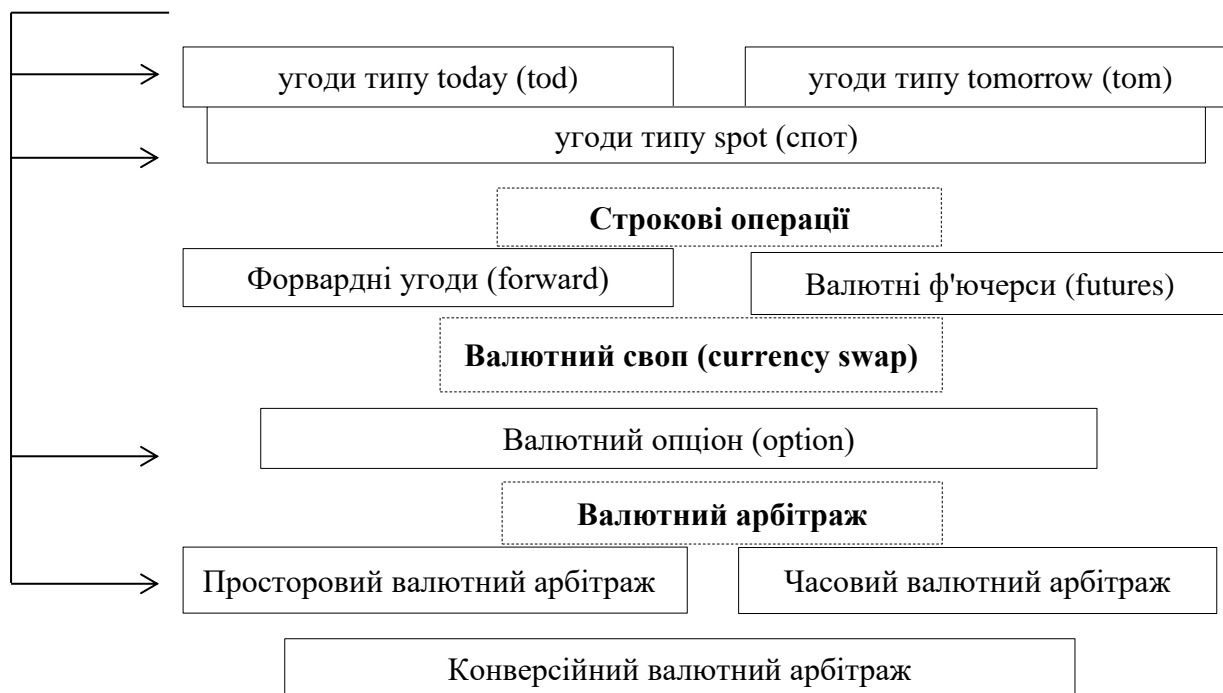 угоди типу today (tod)
угоди типу tomorrow (tom)
угоди типу spot (спот)
Строкові операції
Форвардні угоди (forward)
Валютні ф'ючерси (futures)
Валютний своп (currency swap)
Валютний опціон (option)
Валютний арбітраж
Просторовий валютний арбітраж
Часовий валютний арбітраж
Конверсійний валютний арбітраж